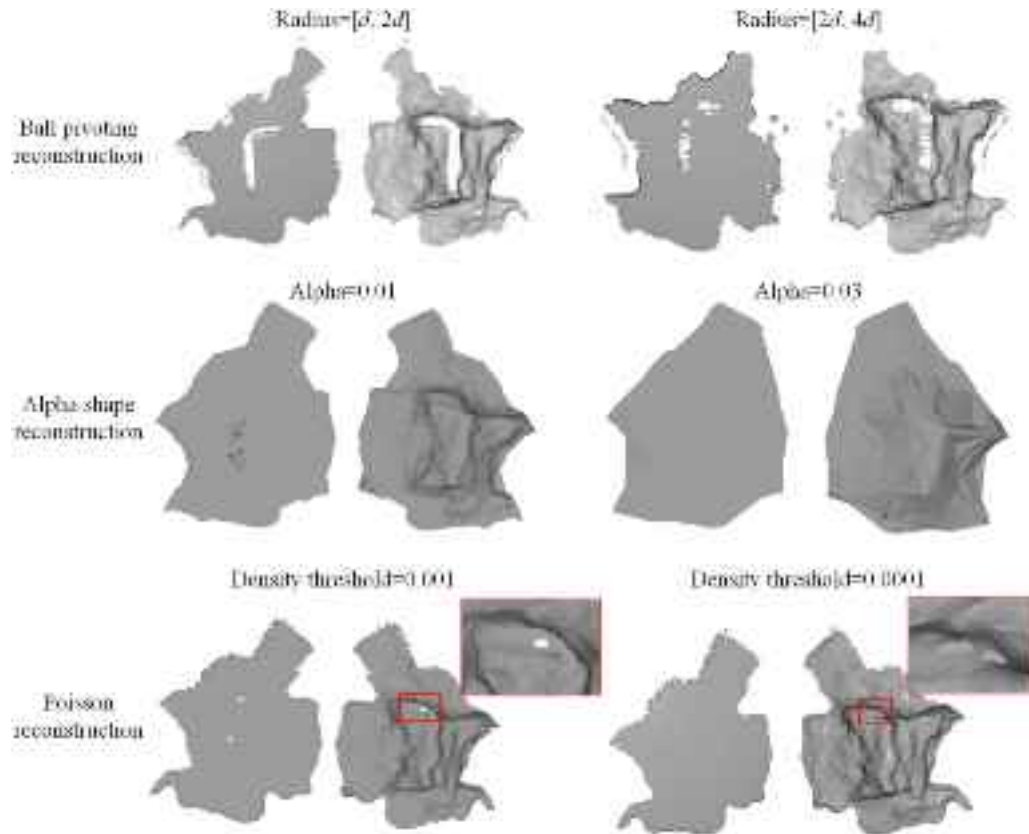 Radius=[d, 2d]
Radius=[2d, 4d]
Ball pivoting
reconstruction
Alpha=0.01
Alpha=0.03
Alpha shape
reconstruction
Density threshold=0.001
Density threshold=0.0001
Poisson
reconstruction